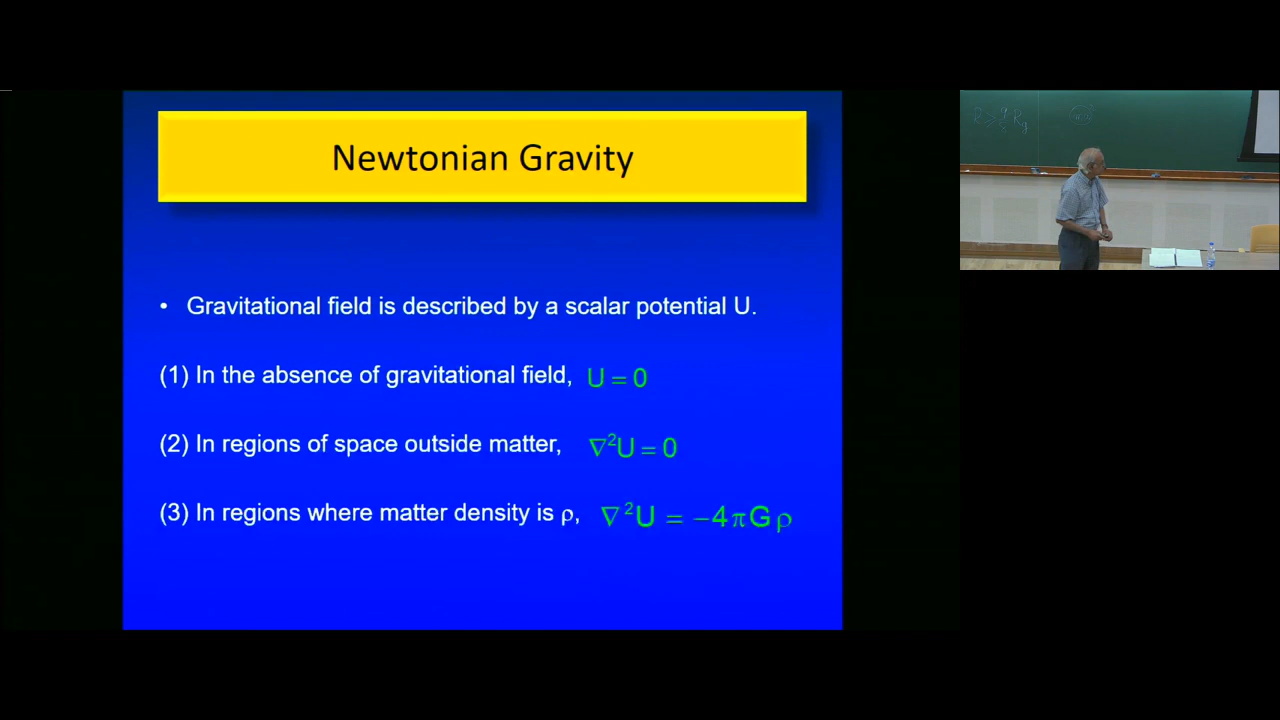 Newtonian Gravity
• Gravitational field is described by a scalar potential U.
(1) In the absence of gravitational field, U = 0
(2) In regions of space outside matter, ∇²U = 0
(3) In regions where matter density is ρ, ∇²U = −4πGρ